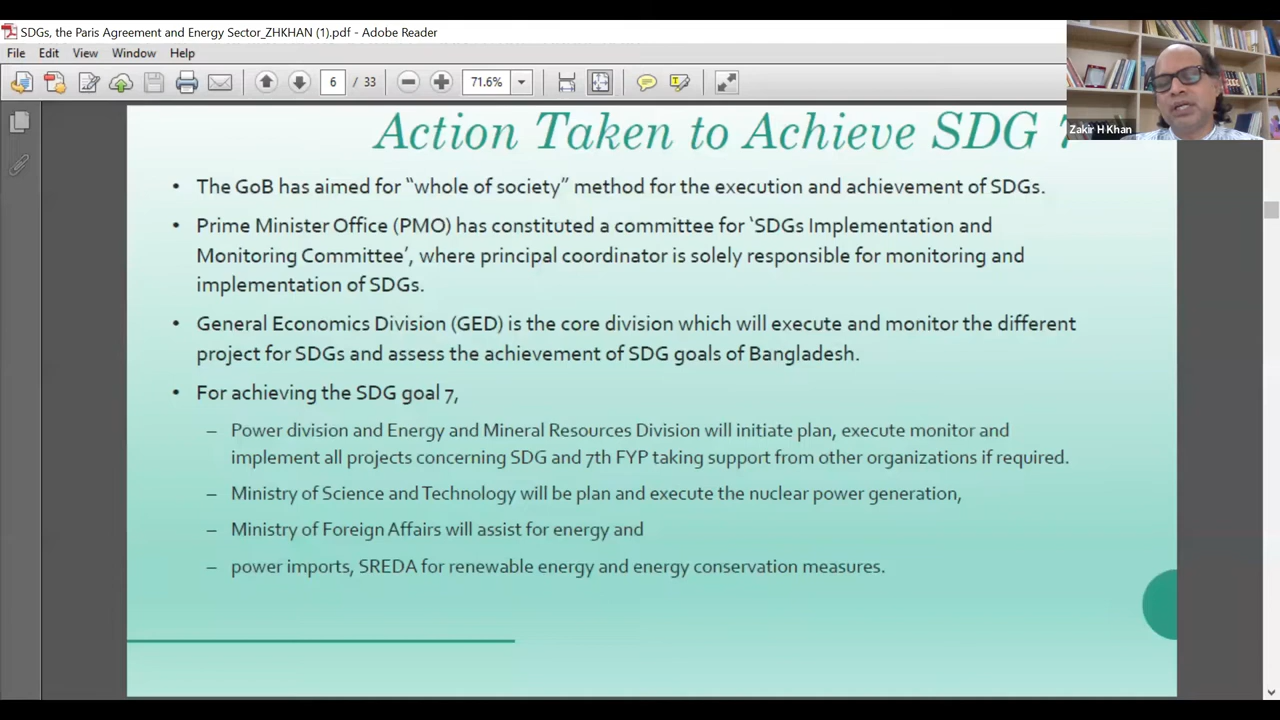 SDGs, the Paris Agreement and Energy Sector_ZHKHAN (1).pdf - Adobe Reader
File Edit View Window Help
6 / 33 71.6%
Zakir H Khan
Action Taken to Achieve SDG 7
• The GoB has aimed for “whole of society” method for the execution and achievement of SDGs.
• Prime Minister Office (PMO) has constituted a committee for ‘SDGs Implementation and
Monitoring Committee’, where principal coordinator is solely responsible for monitoring and
implementation of SDGs.
• General Economics Division (GED) is the core division which will execute and monitor the different
project for SDGs and assess the achievement of SDG goals of Bangladesh.
• For achieving the SDG goal 7,
– Power division and Energy and Mineral Resources Division will initiate plan, execute monitor and
implement all projects concerning SDG and 7th FYP taking support from other organizations if required.
– Ministry of Science and Technology will be plan and execute the nuclear power generation,
– Ministry of Foreign Affairs will assist for energy and
– power imports, SREDA for renewable energy and energy conservation measures.